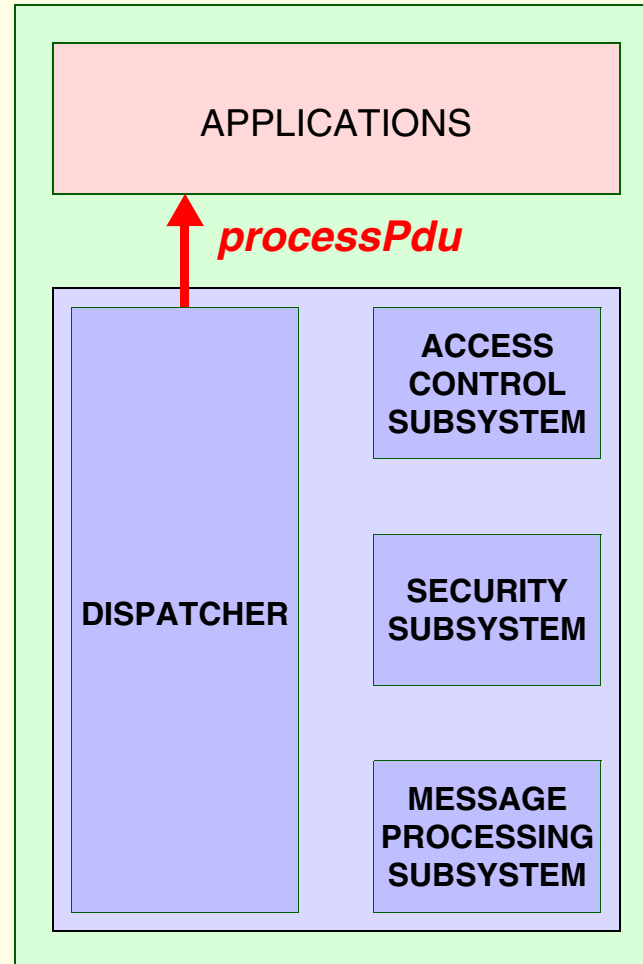 APPLICATIONS
processPdu
ACCESS
CONTROL
SUBSYSTEM
DISPATCHER
SECURITY
SUBSYSTEM
MESSAGE
PROCESSING
SUBSYSTEM